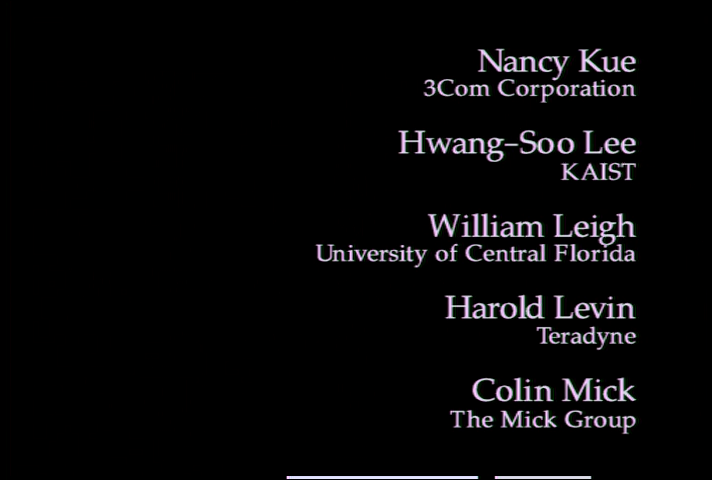 Nancy Kue
3Com Corporation
Hwang-Soo Lee
KAIST
William Leigh
University of Central Florida
Harold Levin
Teradyne
Colin Mick
The Mick Group